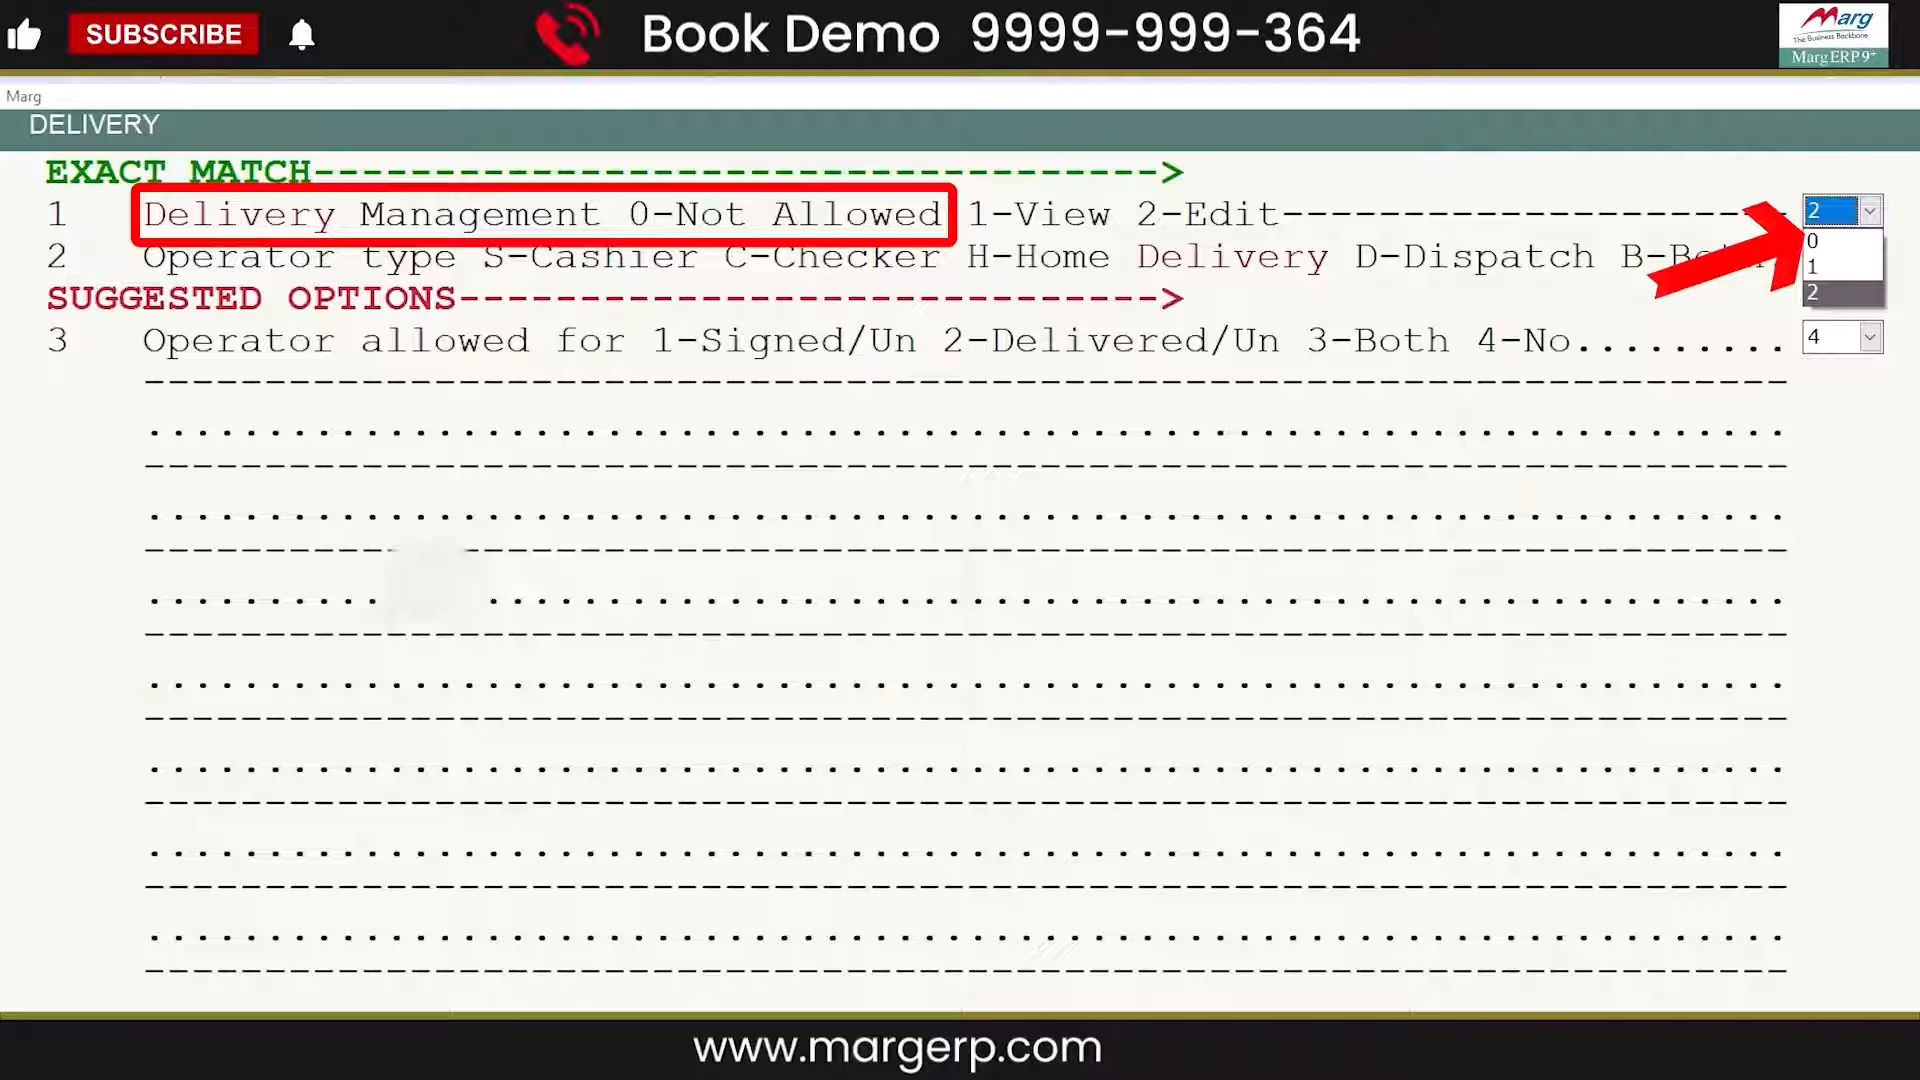 SUBSCRIBE
Book Demo 9999-999-364
Marg
The Business Backbone
Marg ERP 9+
Marg
DELIVERY
EXACT MATCH----------------------------------->
1 Delivery Management 0-Not Allowed 1-View 2-Edit--------------------- 2
2 Operator type S-Cashier C-Checker H-Home Delivery D-Dispatch
0
1
2
SUGGESTED OPTIONS----------------------------->
3 Operator allowed for 1-Signed/Un 2-Delivered/Un 3-Both 4-No......... 4
www.margerp.com